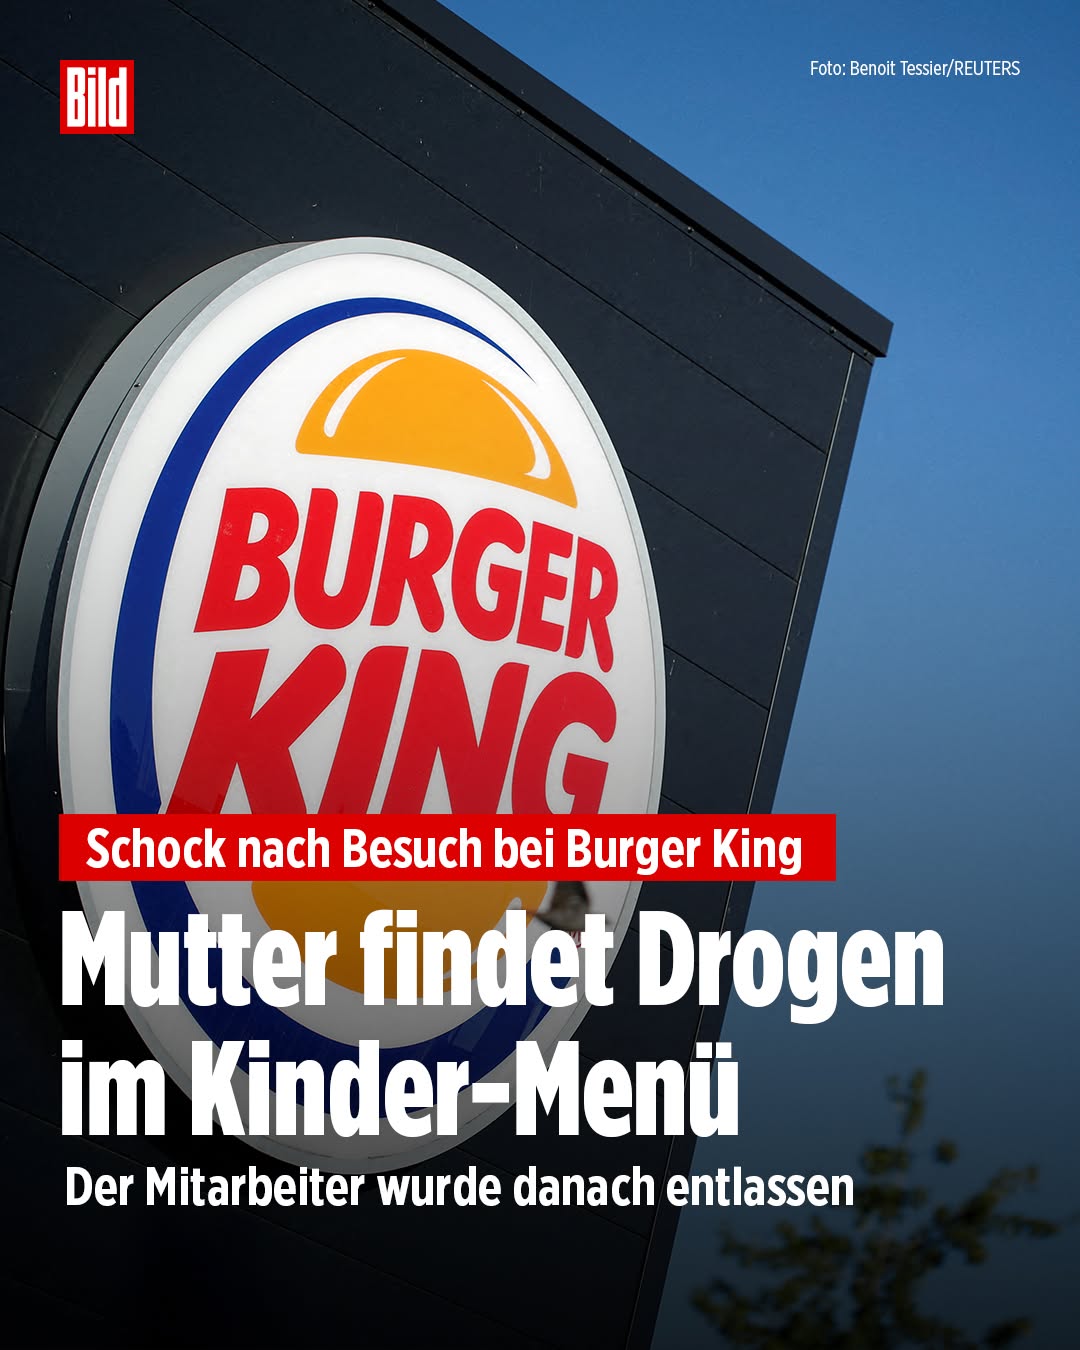 Bild
Foto: Benoit Tessier/REUTERS
BURGER
KING
Schock nach Besuch bei Burger King
Mutter findet Drogen
im Kinder-Menü
Der Mitarbeiter wurde danach entlassen